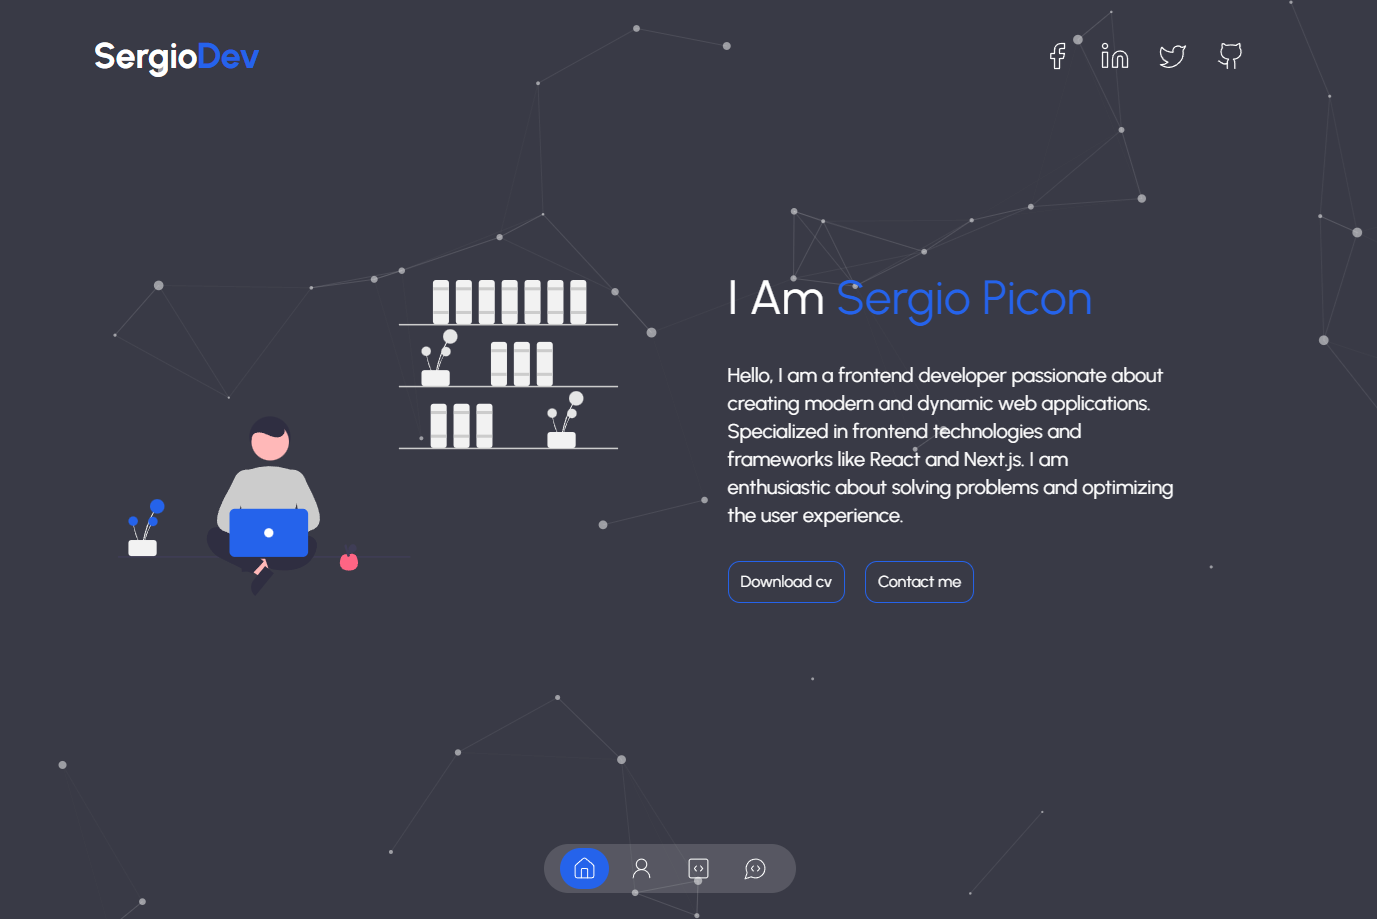 SergioDev
I Am Sergio Picon
Hello, I am a frontend developer passionate about
creating modern and dynamic web applications.
Specialized in frontend technologies and
frameworks like React and Next.js. I am
enthusiastic about solving problems and optimizing
the user experience.
Download cv
Contact me